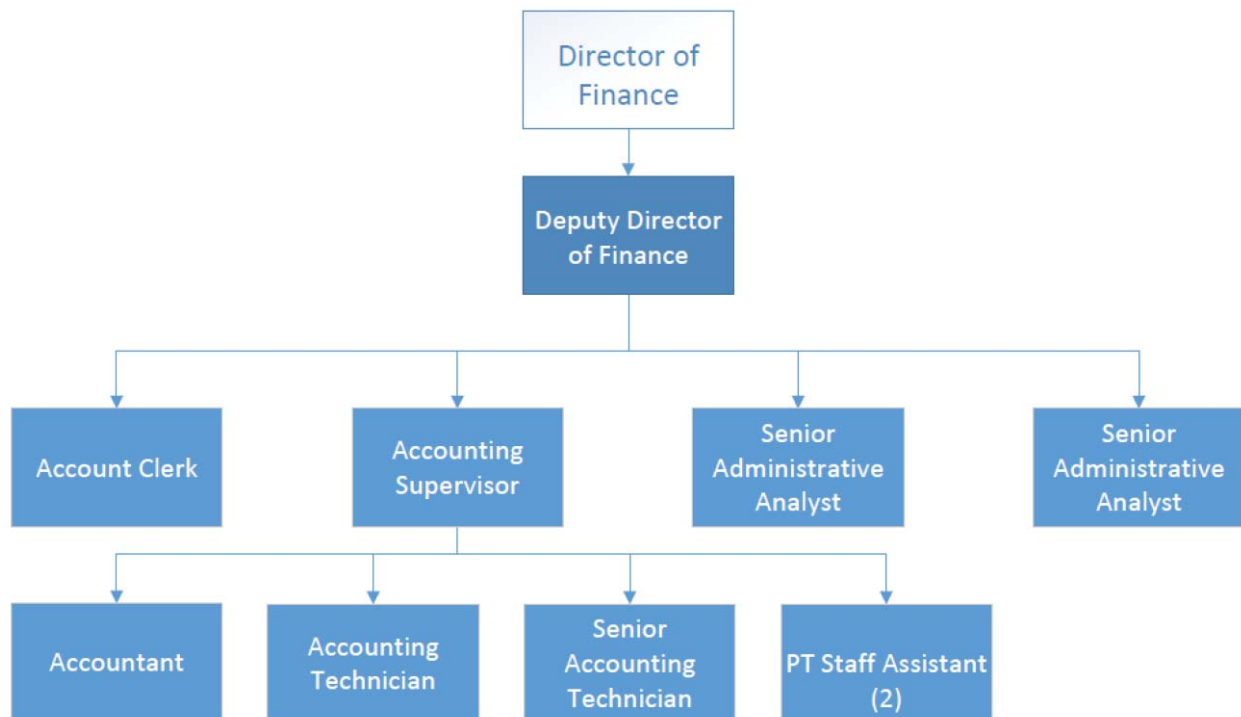 Director of
Finance
Deputy Director
of Finance
Account Clerk
Accounting
Supervisor
Senior
Administrative
Analyst
Senior
Administrative
Analyst
Accountant
Accounting
Technician
Senior
Accounting
Technician
PT Staff Assistant
(2)